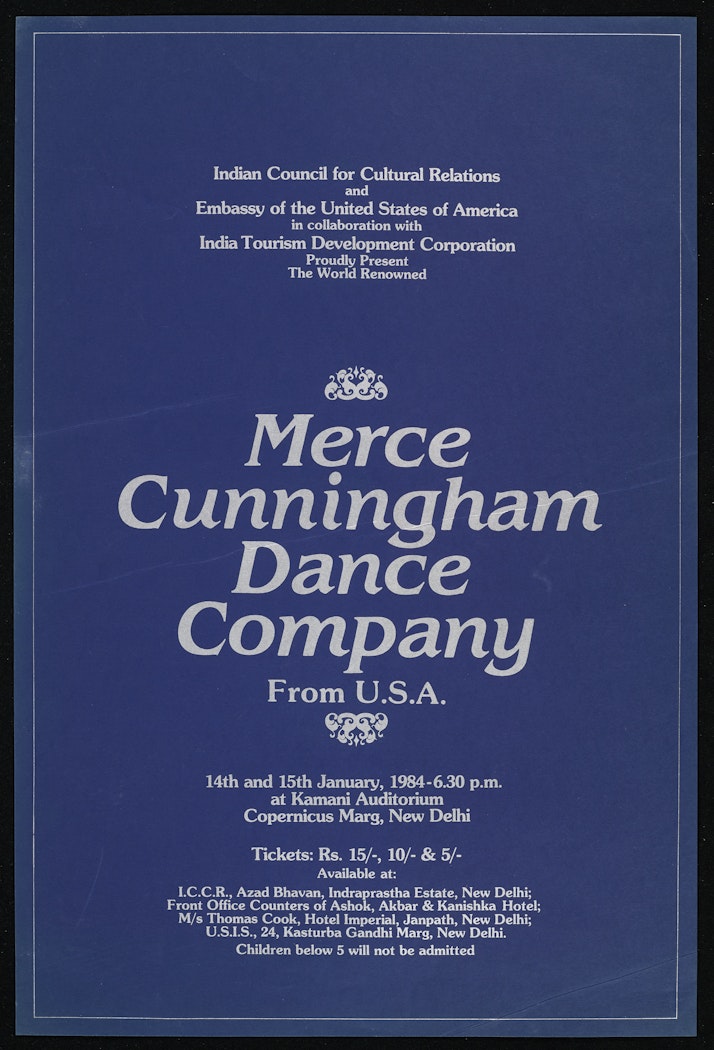 Indian Council for Cultural Relations
and
Embassy of the United States of America
in collaboration with
India Tourism Development Corporation
Proudly Present
The World Renowned
Merce
Cunningham
Dance
Company
From U.S.A.
14th and 15th January, 1984-6.30 p.m.
at Kamani Auditorium
Copernicus Marg, New Delhi
Tickets: Rs. 15/-, 10/- & 5/-
Available at:
I.C.C.R., Azad Bhavan, Indraprastha Estate, New Delhi;
Front Office Counters of Ashok, Akbar & Kanishka Hotel;
M/s Thomas Cook, Hotel Imperial, Janpath, New Delhi;
U.S.I.S., 24, Kasturba Gandhi Marg, New Delhi.
Children below 5 will not be admitted